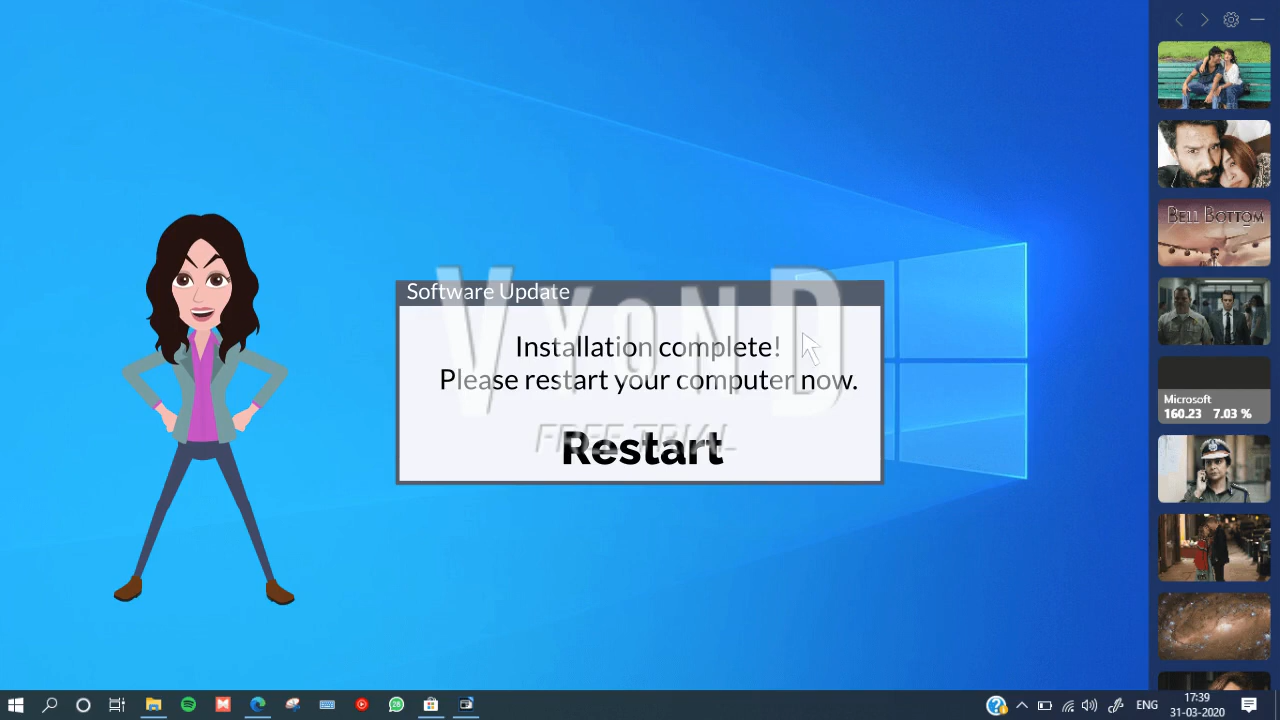 Software Update
VYOND
Installation complete!
Please restart your computer now.
FREE TRIAL
Restart
BELL BOTTOM
Microsoft
160.23 7.03 %
28
ENG
17:39
31-03-2020